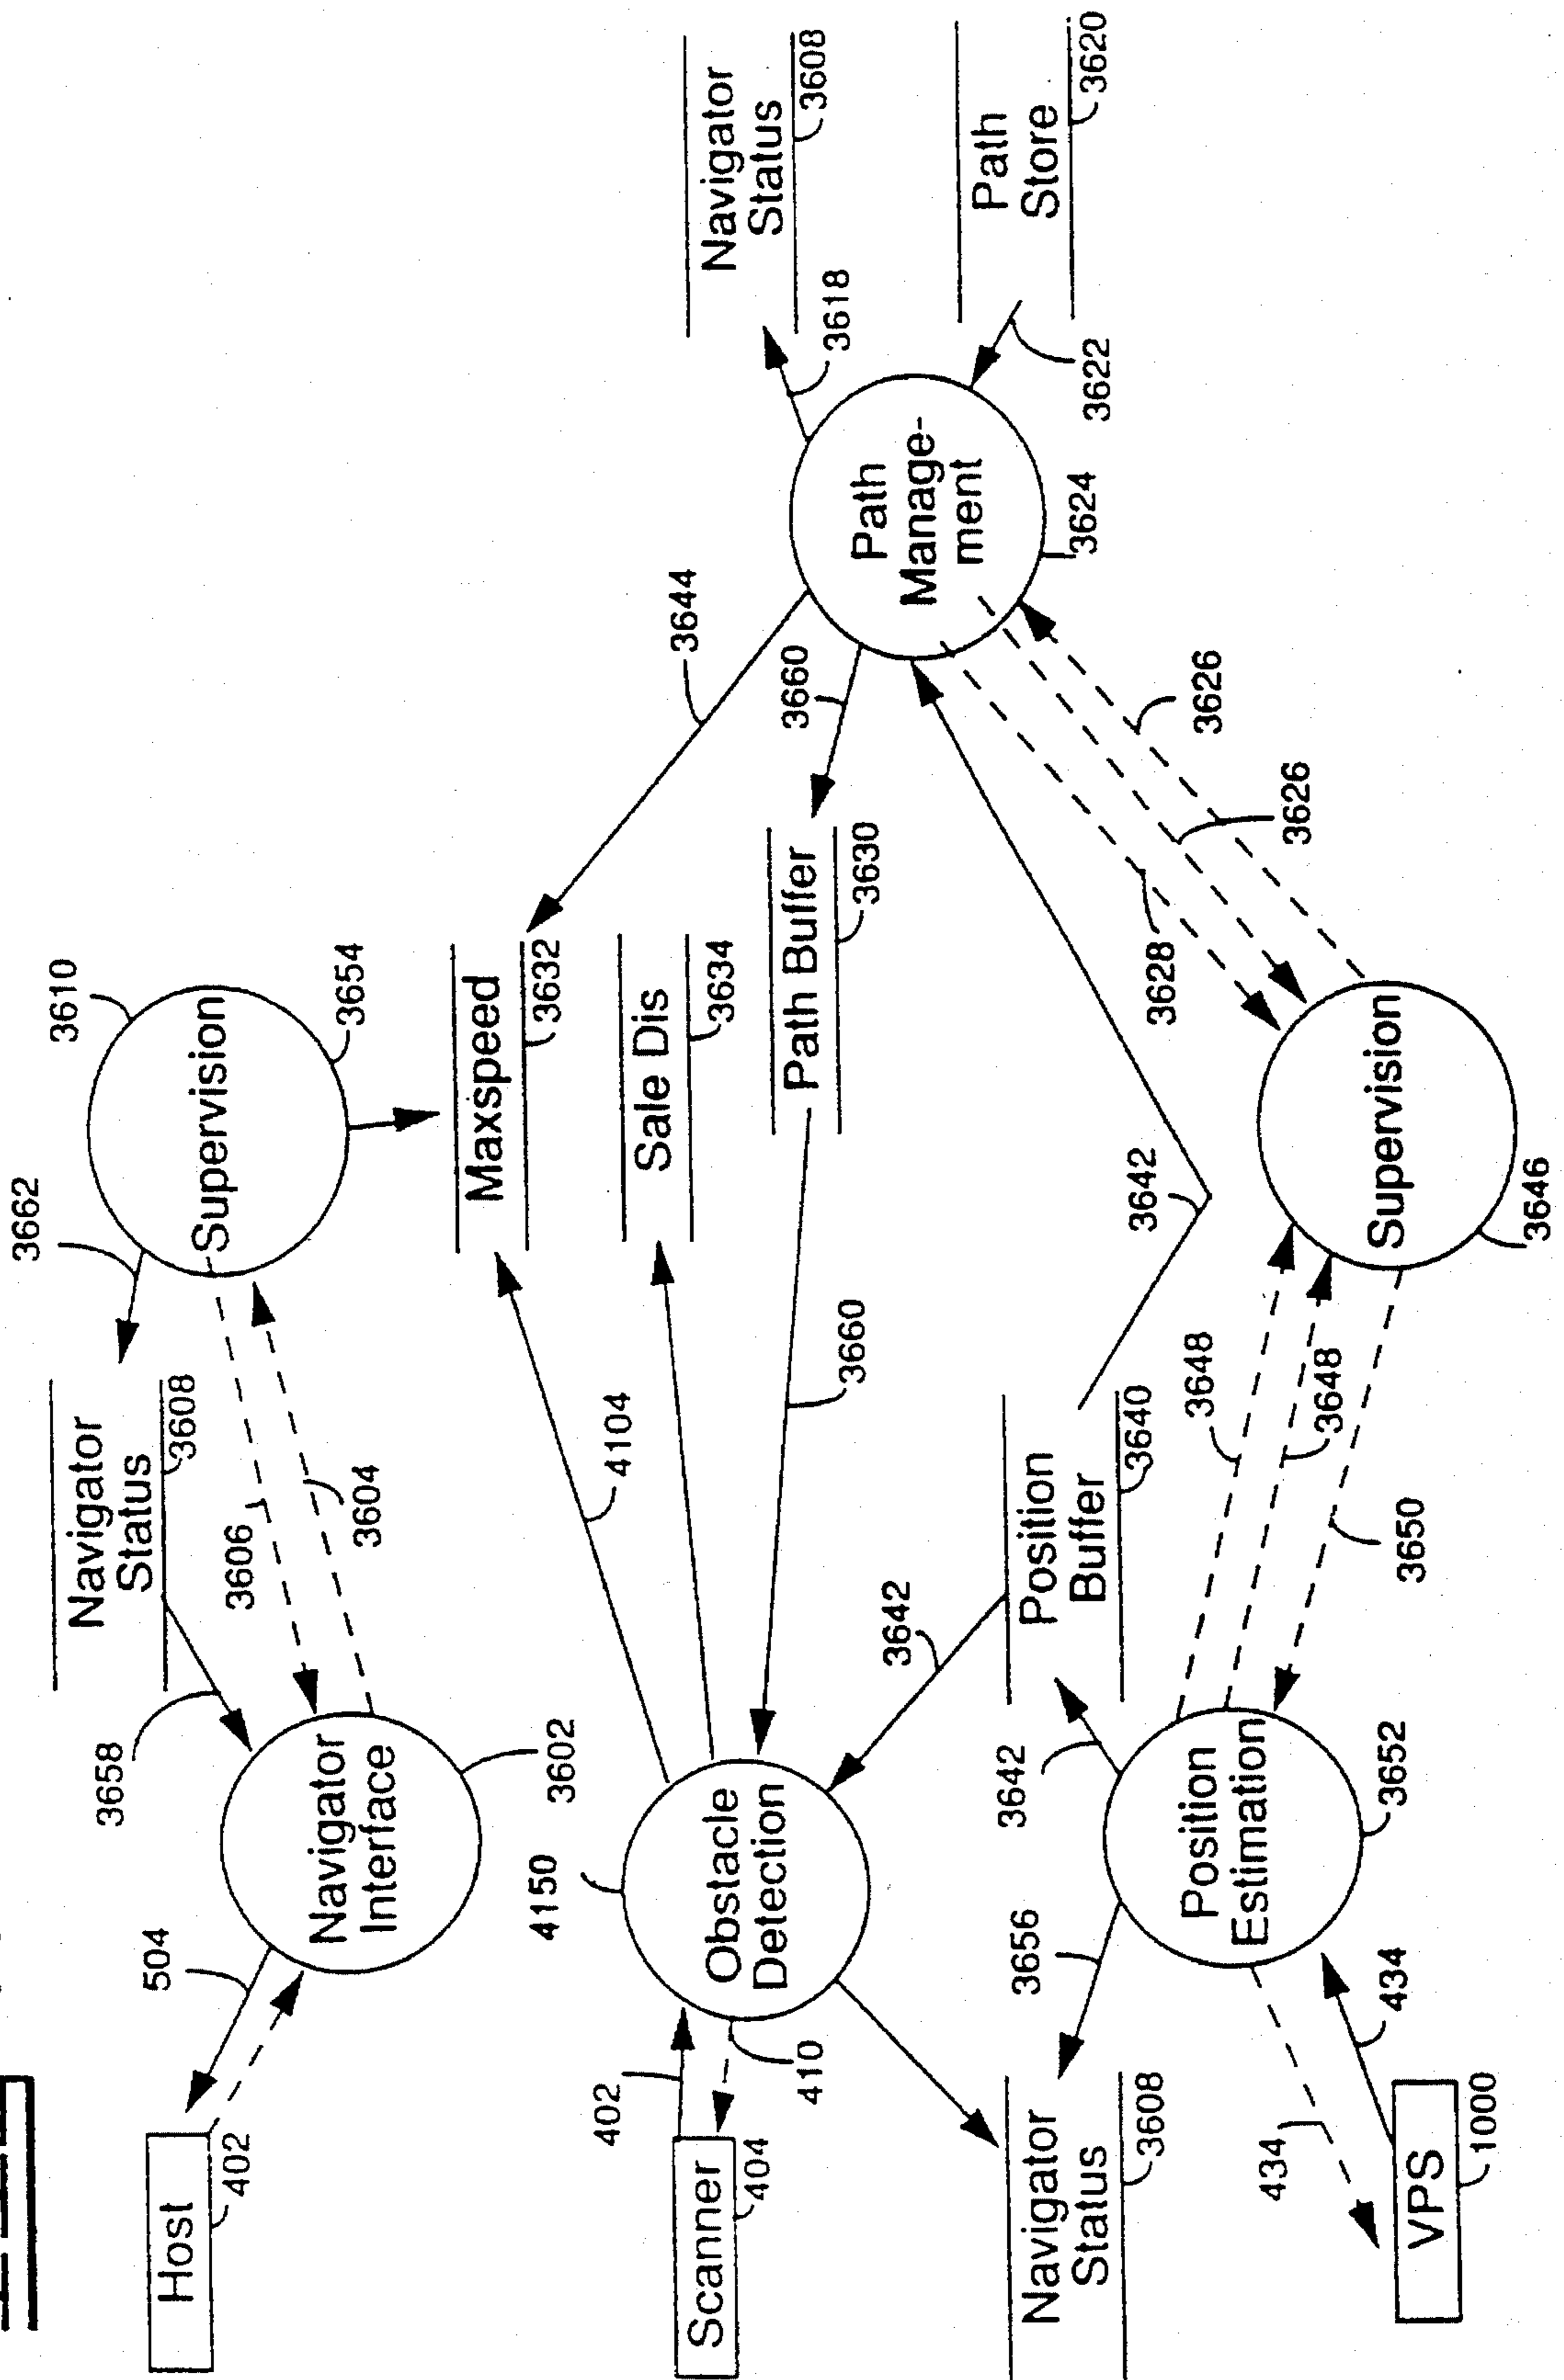 Host
402
504
Navigator
Interface
3602
3658
Navigator
Status
3608
3606
3604
3662
Supervision
3610
3654
Scanner
404
402
410
4150
Obstacle
Detection
4104
Maxspeed
3632
Sale Dis
3634
Path Buffer
3630
3660
3660
3644
Navigator
Status
3608
3618
Path
Store
3620
3622
Path
Manage-
ment
3624
Navigator
Status
3608
3656
3642
Position
Buffer
3640
3642
3642
VPS
1000
434
434
Position
Estimation
3652
3648
3648
3650
Supervision
3646
3628
3626
3626